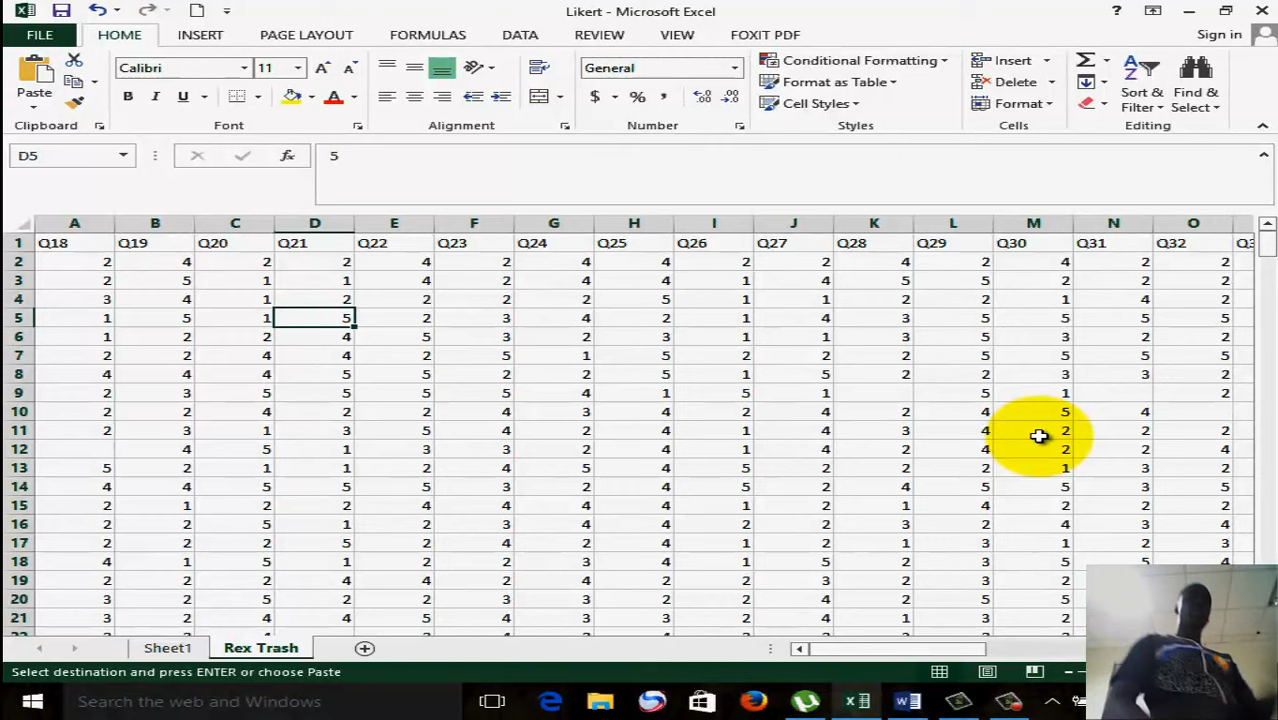 Likert - Microsoft Excel
?
FILE HOME INSERT PAGE LAYOUT FORMULAS DATA REVIEW VIEW FOXIT PDF Sign in
Calibri 11 General Conditional Formatting Insert
Paste Format as Table Delete Sort & Find &
B I U A $ % , Cell Styles Format Filter Select
Clipboard Font Alignment Number Styles Cells Editing
D5 fx 5
A B C D E F G H I J K L M N O
1 Q18 Q19 Q20 Q21 Q22 Q23 Q24 Q25 Q26 Q27 Q28 Q29 Q30 Q31 Q32 Q3
2 2 4 2 2 4 2 4 4 2 2 4 2 4 2 2
3 2 5 1 1 4 2 4 4 1 4 5 5 2 2 2
4 3 4 1 2 2 2 2 5 1 1 2 2 1 4 2
5 1 5 1 5 2 3 4 2 1 4 3 5 5 5 5
6 1 2 2 4 5 3 2 3 1 1 3 5 3 2 2
7 2 2 4 4 2 5 1 5 2 2 2 5 5 5 5
8 4 4 4 5 5 2 2 5 1 5 2 2 3 3 2
9 2 3 5 5 5 5 4 1 5 1 5 1 2
10 2 2 4 2 2 4 3 4 2 4 2 4 5 4
11 2 3 1 3 5 4 2 4 1 4 3 4 2 2 2
12 4 5 1 3 3 2 4 1 4 2 4 2 2 4
13 5 2 1 1 2 4 5 4 5 2 2 2 1 3 2
14 4 4 5 5 5 3 2 4 5 2 4 5 5 3 5
15 2 1 2 2 4 4 2 4 1 2 1 4 2 2 2
16 2 2 5 1 2 3 4 4 1 2 3 2 4 3 4
17 2 2 2 5 2 4 2 4 1 4 1 3 1 2 3
18 4 1 5 1 2 2 3 4 1 5 2 3 5 5 4
19 2 2 2 4 4 2 4 2 1 3 2 3 2
20 3 2 5 2 2 3 3 2 2 4 2 5 5
21 3 2 4 4 5 4 3 3 2 4 1 3 2
Sheet1 Rex Trash
Select destination and press ENTER or choose Paste
Search the web and Windows